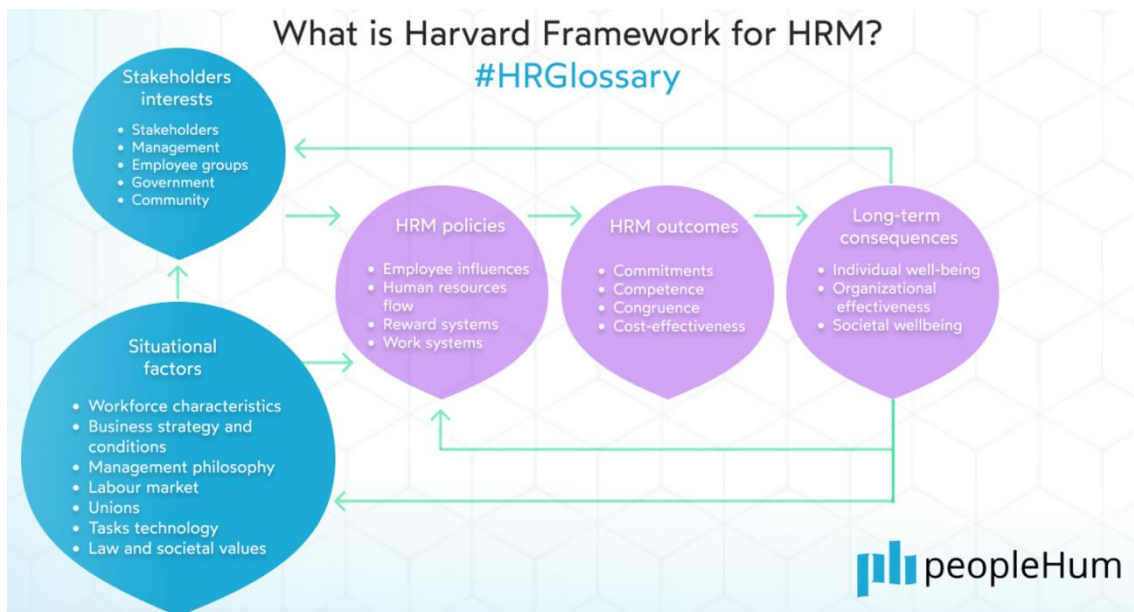 What is Harvard Framework for HRM?
#HRGlossary
Stakeholders
interests
Stakeholders
Management
Employee groups
Government
Community
Situational
factors
Workforce characteristics
Business strategy and
conditions
Management philosophy
Labour market
Unions
Tasks technology
Law and societal values
HRM policies
Employee influences
Human resources
flow
Reward systems
Work systems
HRM outcomes
Commitments
Competence
Congruence
Cost-effectiveness
Long-term
consequences
Individual well-being
Organizational
effectiveness
Societal wellbeing
peopleHum